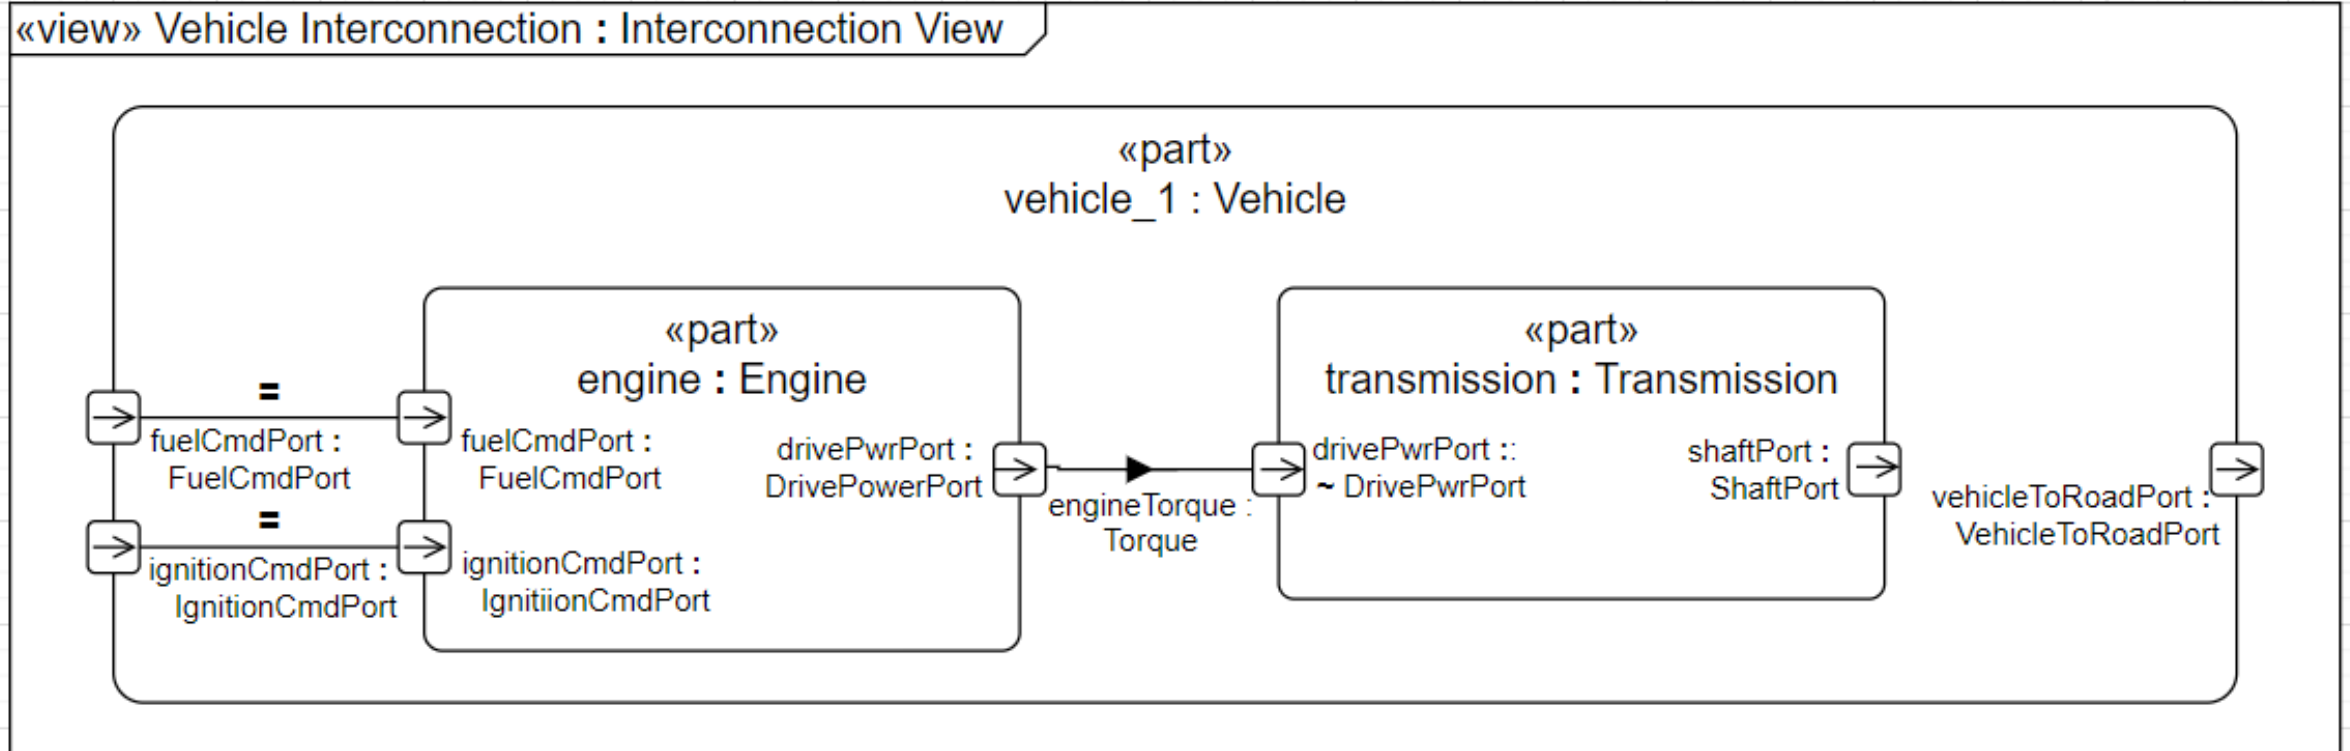 «view» Vehicle Interconnection : Interconnection View
«part»
vehicle_1 : Vehicle
«part»
engine : Engine
«part»
transmission : Transmission
=
fuelCmdPort :
FuelCmdPort
=
ignitionCmdPort :
IgnitionCmdPort
fuelCmdPort :
FuelCmdPort
ignitionCmdPort :
IgnitiionCmdPort
drivePwrPort :
DrivePowerPort
engineTorque :
Torque
drivePwrPort ::
~ DrivePwrPort
shaftPort :
ShaftPort
vehicleToRoadPort :
VehicleToRoadPort